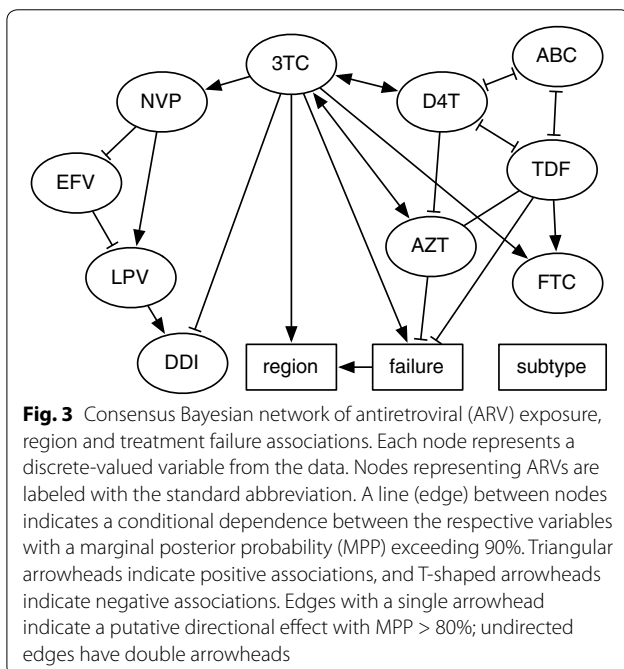 3TC
ABC
NVP
D4T
EFV
TDF
AZT
LPV
FTC
DDI
region
failure
subtype
Fig. 3 Consensus Bayesian network of antiretroviral (ARV) exposure,
region and treatment failure associations. Each node represents a
discrete-valued variable from the data. Nodes representing ARVs are
labeled with the standard abbreviation. A line (edge) between nodes
indicates a conditional dependence between the respective variables
with a marginal posterior probability (MPP) exceeding 90%. Triangular
arrowheads indicate positive associations, and T-shaped arrowheads
indicate negative associations. Edges with a single arrowhead
indicate a putative directional effect with MPP > 80%; undirected
edges have double arrowheads